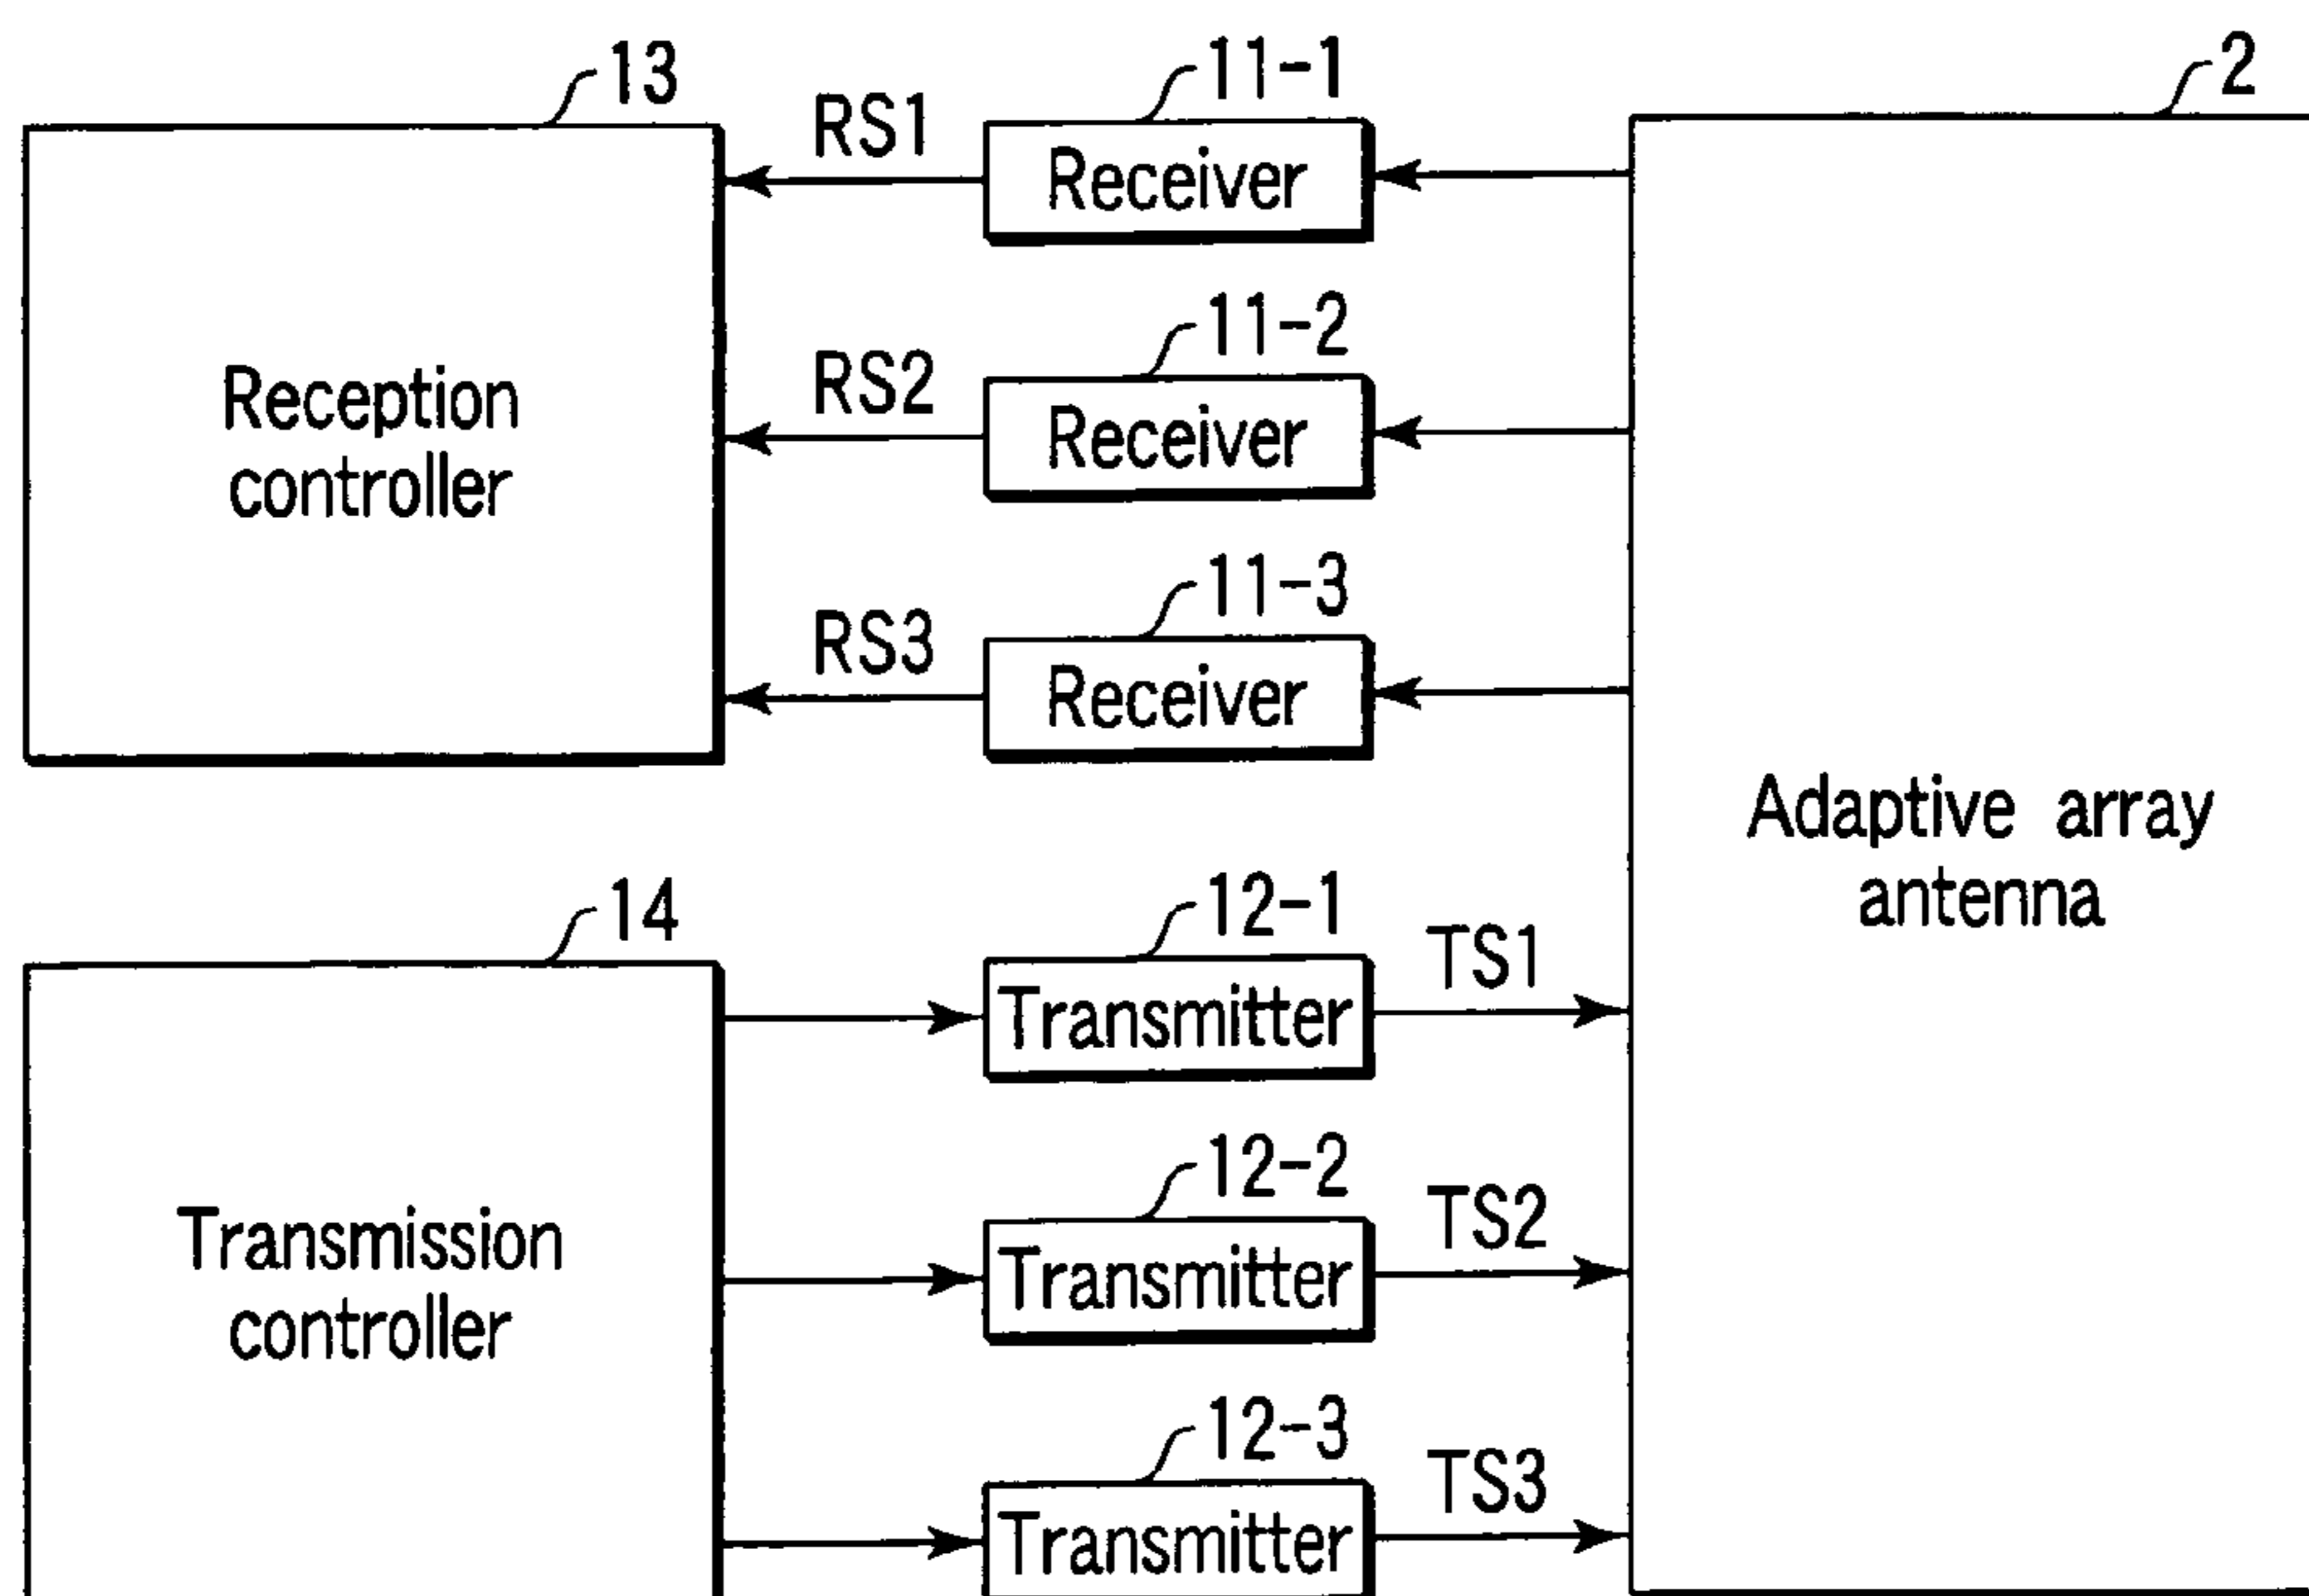 13
11-1
2
RS1
Receiver
11-2
RS2
Receiver
Reception
controller
11-3
RS3
Receiver
Adaptive array
antenna
14
12-1
TS1
Transmitter
12-2
TS2
Transmitter
Transmission
controller
12-3
TS3
Transmitter